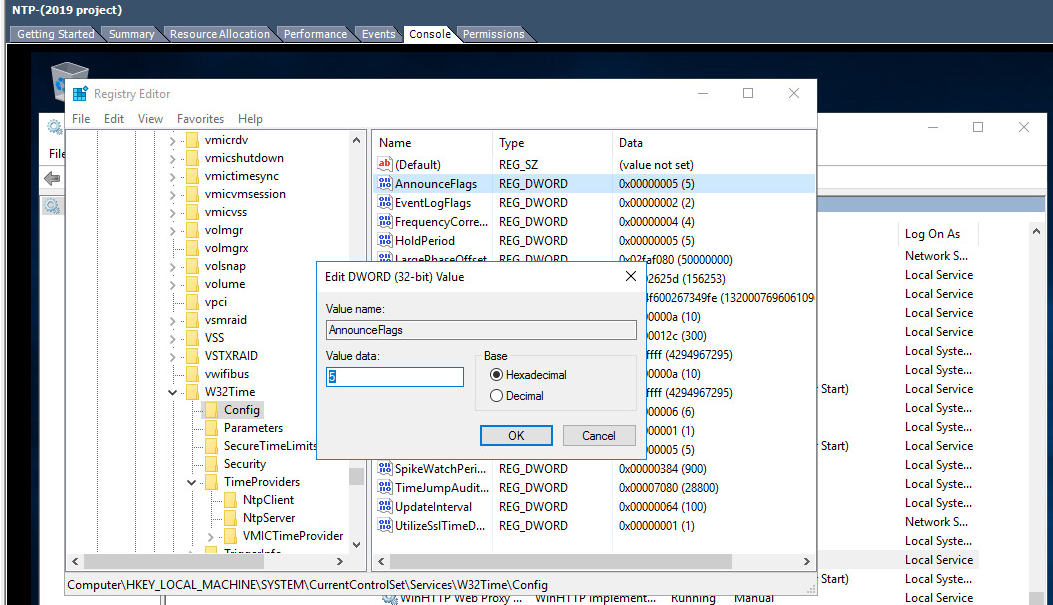 NTP-(2019 project)
Getting Started Summary Resource Allocation Performance Events Console Permissions
Registry Editor
File Edit View Favorites Help
File
vmicrdv
vmicshutdown
vmictimesync
vmicvmsession
vmicvss
volmgr
volmgrx
volsnap
volume
vpci
vsmraid
VSS
VSTXRAID
vwifibus
W32Time
Config
Parameters
SecureTimeLimits
Security
TimeProviders
NtpClient
NtpServer
VMICTimeProvider
TriggerInfo
Name Type Data
(Default) REG_SZ (value not set)
AnnounceFlags REG_DWORD 0x00000005 (5)
EventLogFlags REG_DWORD 0x00000002 (2)
FrequencyCorre... REG_DWORD 0x00000004 (4)
HoldPeriod REG_DWORD 0x00000005 (5)
LargePhaseOffset REG_DWORD 0x02faf080 (50000000)
02625d (156253)
4f600267349fe (132000769606109
0000a (10)
0012c (300)
ffff (4294967295)
0000a (10)
ffff (4294967295)
00006 (6)
00001 (1)
00005 (5)
SpikeWatchPeri... REG_DWORD 0x00000384 (900)
TimeJumpAudit... REG_DWORD 0x00007080 (28800)
UpdateInterval REG_DWORD 0x00000064 (100)
UtilizeSslTimeD... REG_DWORD 0x00000001 (1)
Edit DWORD (32-bit) Value
Value name:
AnnounceFlags
Value data:
5
Base
Hexadecimal
Decimal
OK Cancel
Computer\HKEY_LOCAL_MACHINE\SYSTEM\CurrentControlSet\Services\W32Time\Config
Log On As
Network S...
Local Service
Local Service
Local Service
Local Service
Local Syste...
Local Service
Start) Local Service
Local Syste...
Local Syste...
Start) Local Service
Local Syste...
Local Syste...
Local Syste...
Network S...
Local Syste...
Local Service
Start) Local Syste...
WinHTTP Web Proxy ... WinHTTP implement... Running Manual Local Service